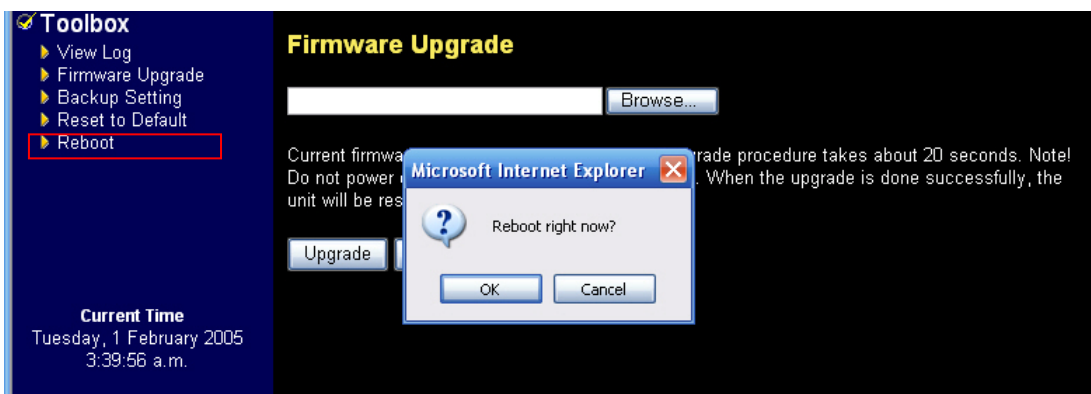 Toolbox
View Log
Firmware Upgrade
Backup Setting
Reset to Default
Reboot
Current Time
Tuesday, 1 February 2005
3:39:56 a.m.
Firmware Upgrade
Browse...
Current firmwa rade procedure takes about 20 seconds. Note!
Do not power . When the upgrade is done successfully, the
unit will be res
Upgrade
Microsoft Internet Explorer
Reboot right now?
OK
Cancel